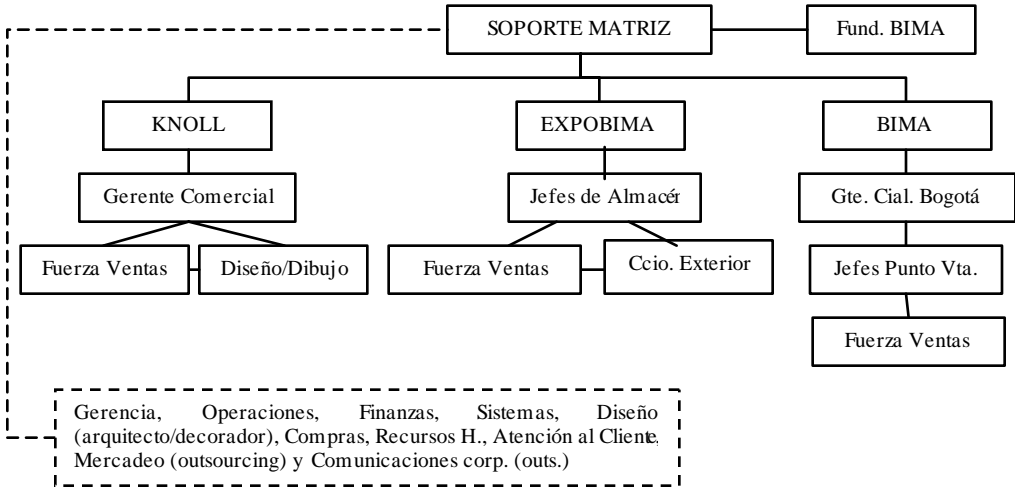 SOPORTE MATRIZ
Fund. BIMA
KNOLL
EXPOBIMA
BIMA
Gerente Comercial
Jefes de Almacér
Gte. Cial. Bogotá
Fuerza Ventas
Diseño/Dibujo
Fuerza Ventas
Ccio. Exterior
Jefes Punto Vta.
Fuerza Ventas
Gerencia, Operaciones, Finanzas, Sistemas, Diseño
(arquitecto/decorador), Compras, Recursos H., Atención al Cliente,
Mercadeo (outsourcing) y Comunicaciones corp. (outs.)